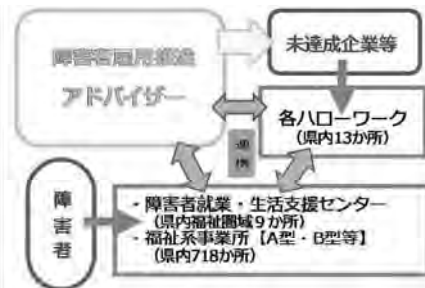 障害者雇用推進
アドバイザー
未達成企業等
各ハローワーク
(県内13か所)
連携
障害者
・障害者就業・生活支援センター
(県内福祉圏域9か所)
・福祉系事業所【A型・B型等】
(県内718か所)